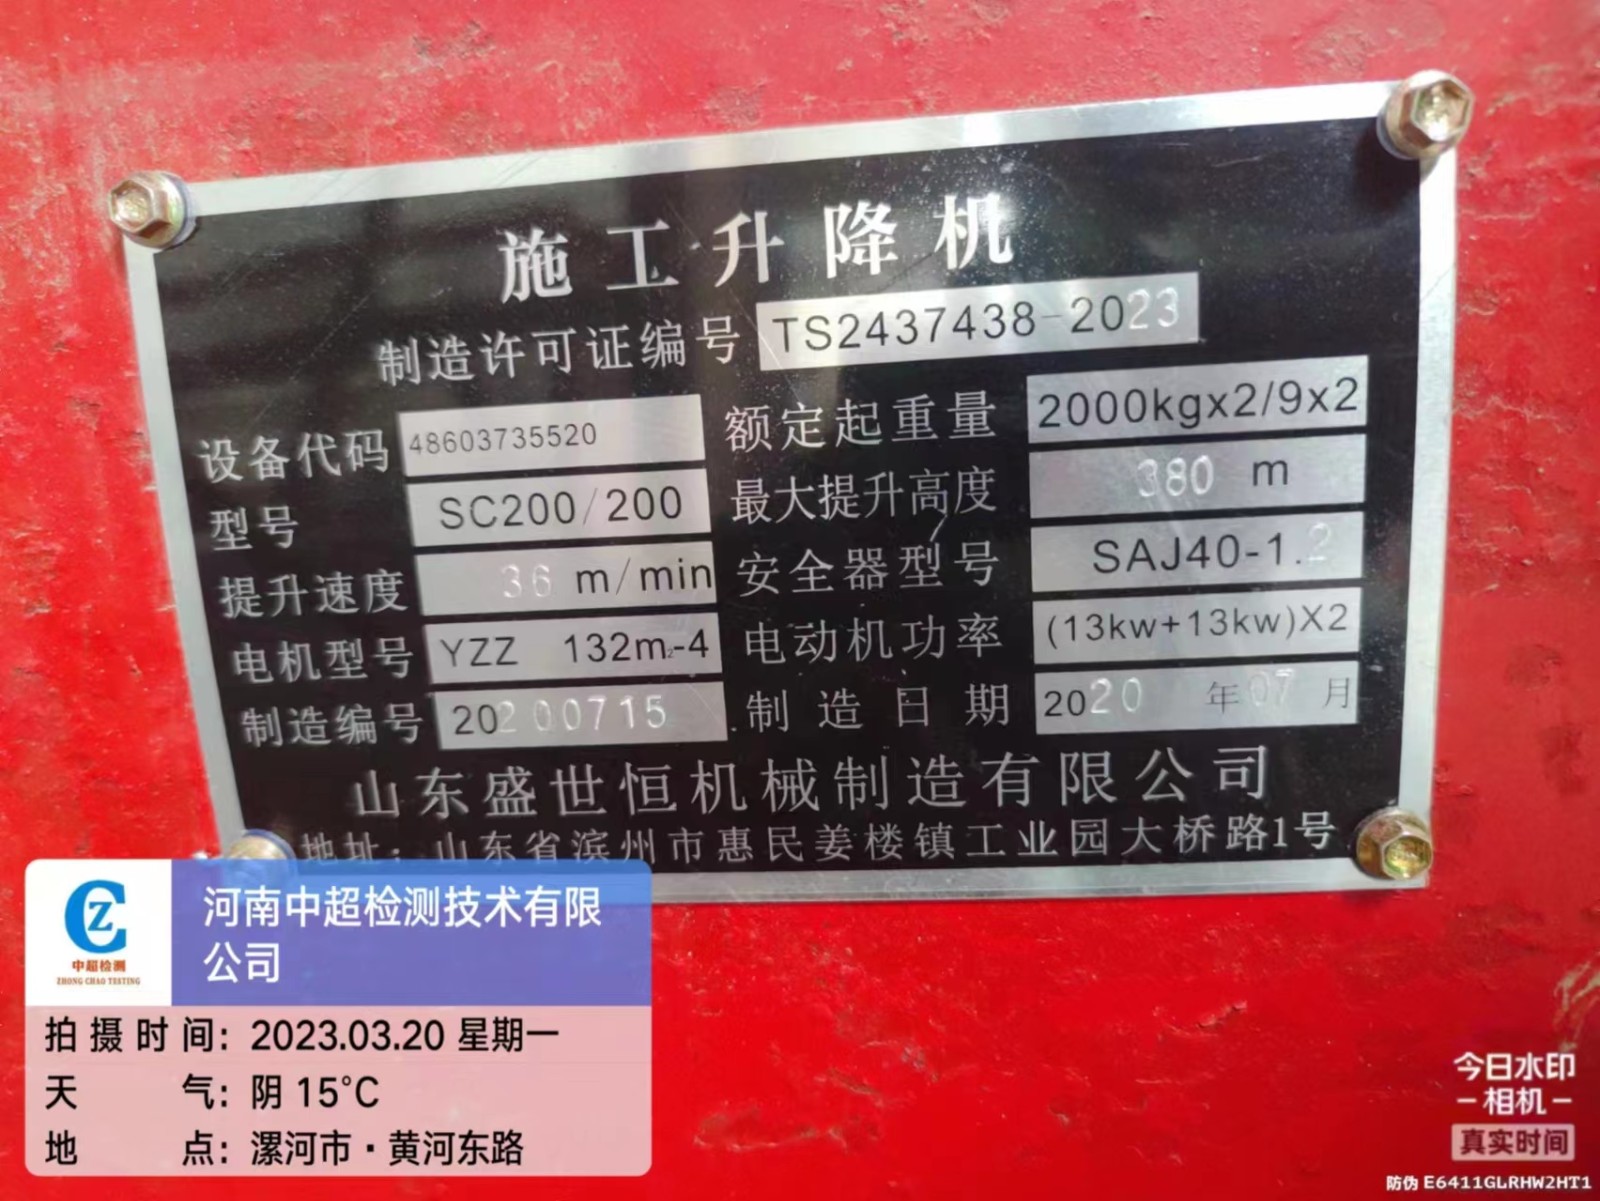 施工升降机
制造许可证编号 TS2437438-2023
设备代码 48603735520 额定起重量 2000kgx2/9x2
型号 SC200/200 最大提升高度 380 m
提升速度 36 m/min 安全器型号 SAJ40-1.2
电机型号 YZZ 132m2-4 电动机功率 (13kw+13kw)X2
制造编号 20200715 制造日期 2020年07月
山东盛世恒机械制造有限公司
地址：山东省滨州市惠民姜楼镇工业园大桥路1号
CZ
中超检测
ZHONG CHAO TESTING
河南中超检测技术有限
公司
拍摄时间：2023.03.20 星期一
天气：阴 15℃
地点：漯河市·黄河东路
今日水印
-相机-
真实时间
防伪 E6411GLRHW2HT1